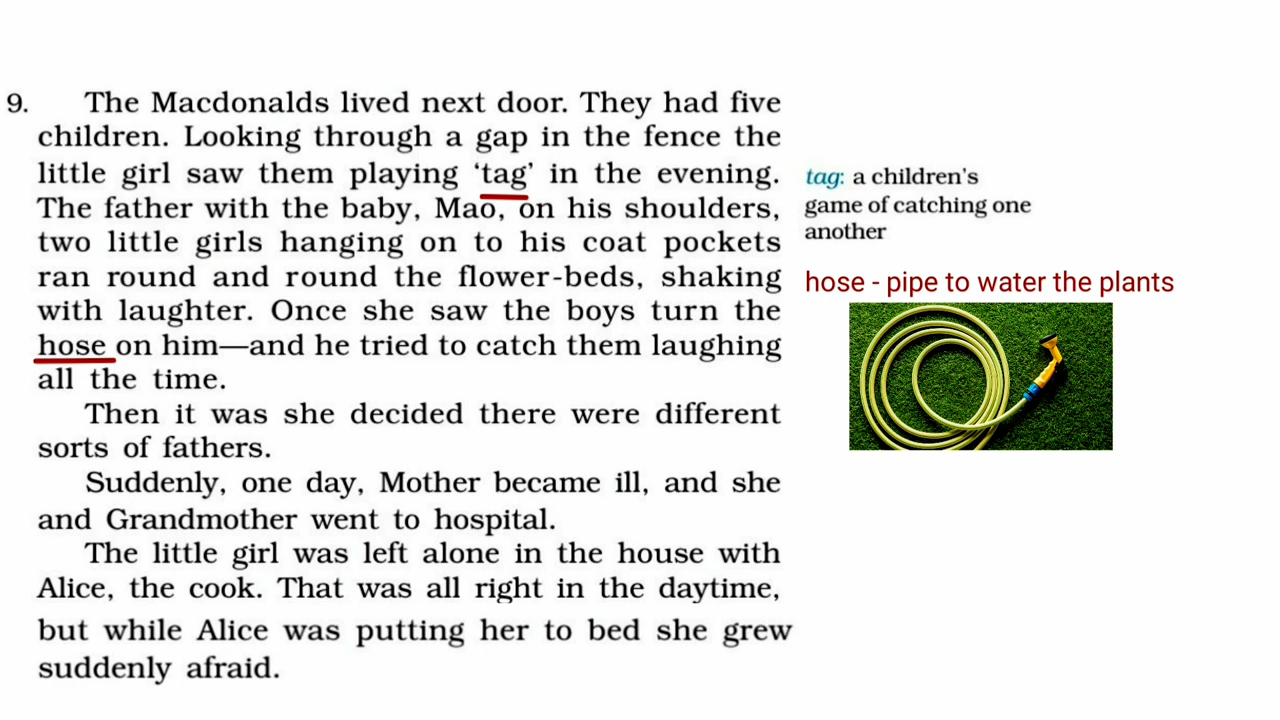 9. The Macdonalds lived next door. They had five
children. Looking through a gap in the fence the
little girl saw them playing ‘tag’ in the evening.
The father with the baby, Mao, on his shoulders,
two little girls hanging on to his coat pockets
ran round and round the flower-beds, shaking
with laughter. Once she saw the boys turn the
hose on him—and he tried to catch them laughing
all the time.
Then it was she decided there were different
sorts of fathers.
Suddenly, one day, Mother became ill, and she
and Grandmother went to hospital.
The little girl was left alone in the house with
Alice, the cook. That was all right in the daytime,
but while Alice was putting her to bed she grew
suddenly afraid.
tag: a children's
game of catching one
another
hose - pipe to water the plants